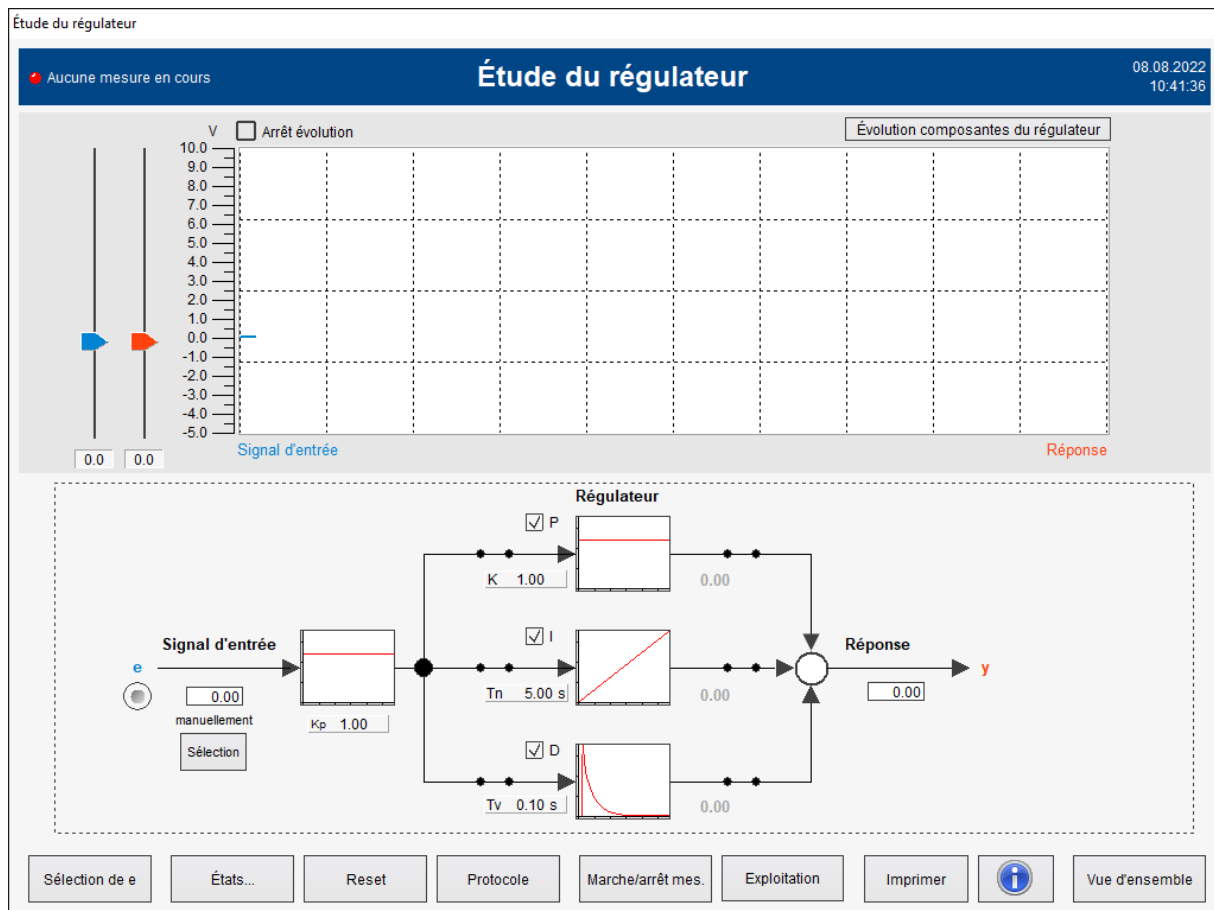 Étude du régulateur
Aucune mesure en cours
Étude du régulateur
08.08.2022
10:41:36
V
Arrêt évolution
Évolution composantes du régulateur
10.0
9.0
8.0
7.0
6.0
5.0
4.0
3.0
2.0
1.0
0.0
-1.0
-2.0
-3.0
-4.0
-5.0
0.0 0.0
Signal d'entrée
Réponse
Régulateur
P
K 1.00
0.00
Signal d'entrée
e
0.00
manuellement
Sélection
Kp 1.00
I
Tn 5.00 s
0.00
Réponse
y
0.00
D
Tv 0.10 s
0.00
Sélection de e
États...
Reset
Protocole
Marche/arrêt mes.
Exploitation
Imprimer
i
Vue d'ensemble